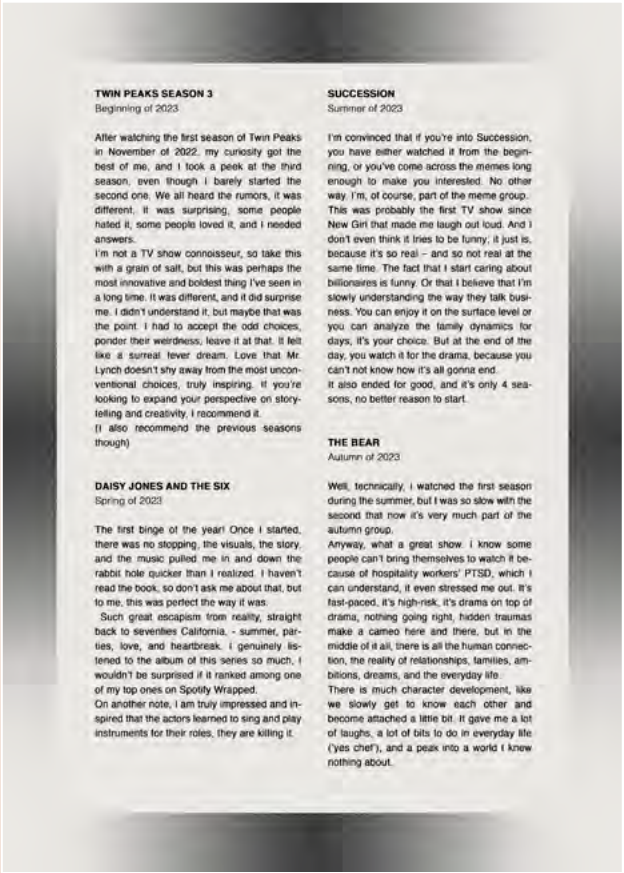 TWIN PEAKS SEASON 3
Beginning of 2023
After watching the first season of Twin Peaks
in November of 2022, my curiosity got the
best of me, and I took a peek at the third
season, even though I barely started the
second one. We all heard the rumors, it was
different, it was surprising, some people
hated it, some people loved it, and I needed
answers.
I'm not a TV show connoisseur, so take this
with a grain of salt, but this was perhaps the
most innovative and boldest thing I've seen in
a long time. It was different, and it did surprise
me. I didn't understand it, but maybe that was
the point. I had to accept the odd choices,
ponder their weirdness, leave it at that. It felt
like a surreal fever dream. Love that Mr.
Lynch doesn't shy away from the most uncon-
ventional choices, truly inspiring. If you're
looking to expand your perspective on story-
telling and creativity, I recommend it.
(I also recommend the previous seasons
though)
DAISY JONES AND THE SIX
Spring of 2023
The first binge of the year! Once I started,
there was no stopping, the visuals, the story,
and the music pulled me in and down the
rabbit hole quicker than I realized. I haven't
read the book, so don't ask me about that, but
to me, this was perfect the way it was.
Such great escapism from reality, straight
back to seventies California, - summer, par-
ties, love, and heartbreak. I genuinely lis-
tened to the album of this series so much, I
wouldn't be surprised if it ranked among one
of my top ones on Spotify Wrapped.
On another note, I am truly impressed and in-
spired that the actors learned to sing and play
instruments for their roles, they are killing it.
SUCCESSION
Summer of 2023
I'm convinced that if you're into Succession,
you have either watched it from the begin-
ning, or you've come across the memes long
enough to make you interested. No other
way. I'm, of course, part of the meme group.
This was probably the first TV show since
New Girl that made me laugh out loud. And I
don't even think it tries to be funny; it just is,
because it's so real – and so not real at the
same time. The fact that I start caring about
billionaires is funny. Or that I believe that I'm
slowly understanding the way they talk busi-
ness. You can enjoy it on the surface level or
you can analyze the family dynamics for
days, it's your choice. But at the end of the
day, you watch it for the drama, because you
can't not know how it's all gonna end.
It also ended for good, and it's only 4 sea-
sons, no better reason to start.
THE BEAR
Autumn of 2023
Well, technically, I watched the first season
during the summer, but I was so slow with the
second that now it's very much part of the
autumn group.
Anyway, what a great show. I know some
people can't bring themselves to watch it be-
cause of hospitality workers' PTSD, which I
can understand, it even stressed me out. It's
fast-paced, it's high-risk, it's drama on top of
drama, nothing going right, hidden traumas
make a cameo here and there, but in the
middle of it all, there is all the human connec-
tion, the reality of relationships, families, am-
bitions, dreams, and the everyday life.
There is much character development, like
we slowly get to know each other and
become attached a little bit. It gave me a lot
of laughs, a lot of bits to do in everyday life
('yes chef'), and a peak into a world I knew
nothing about.